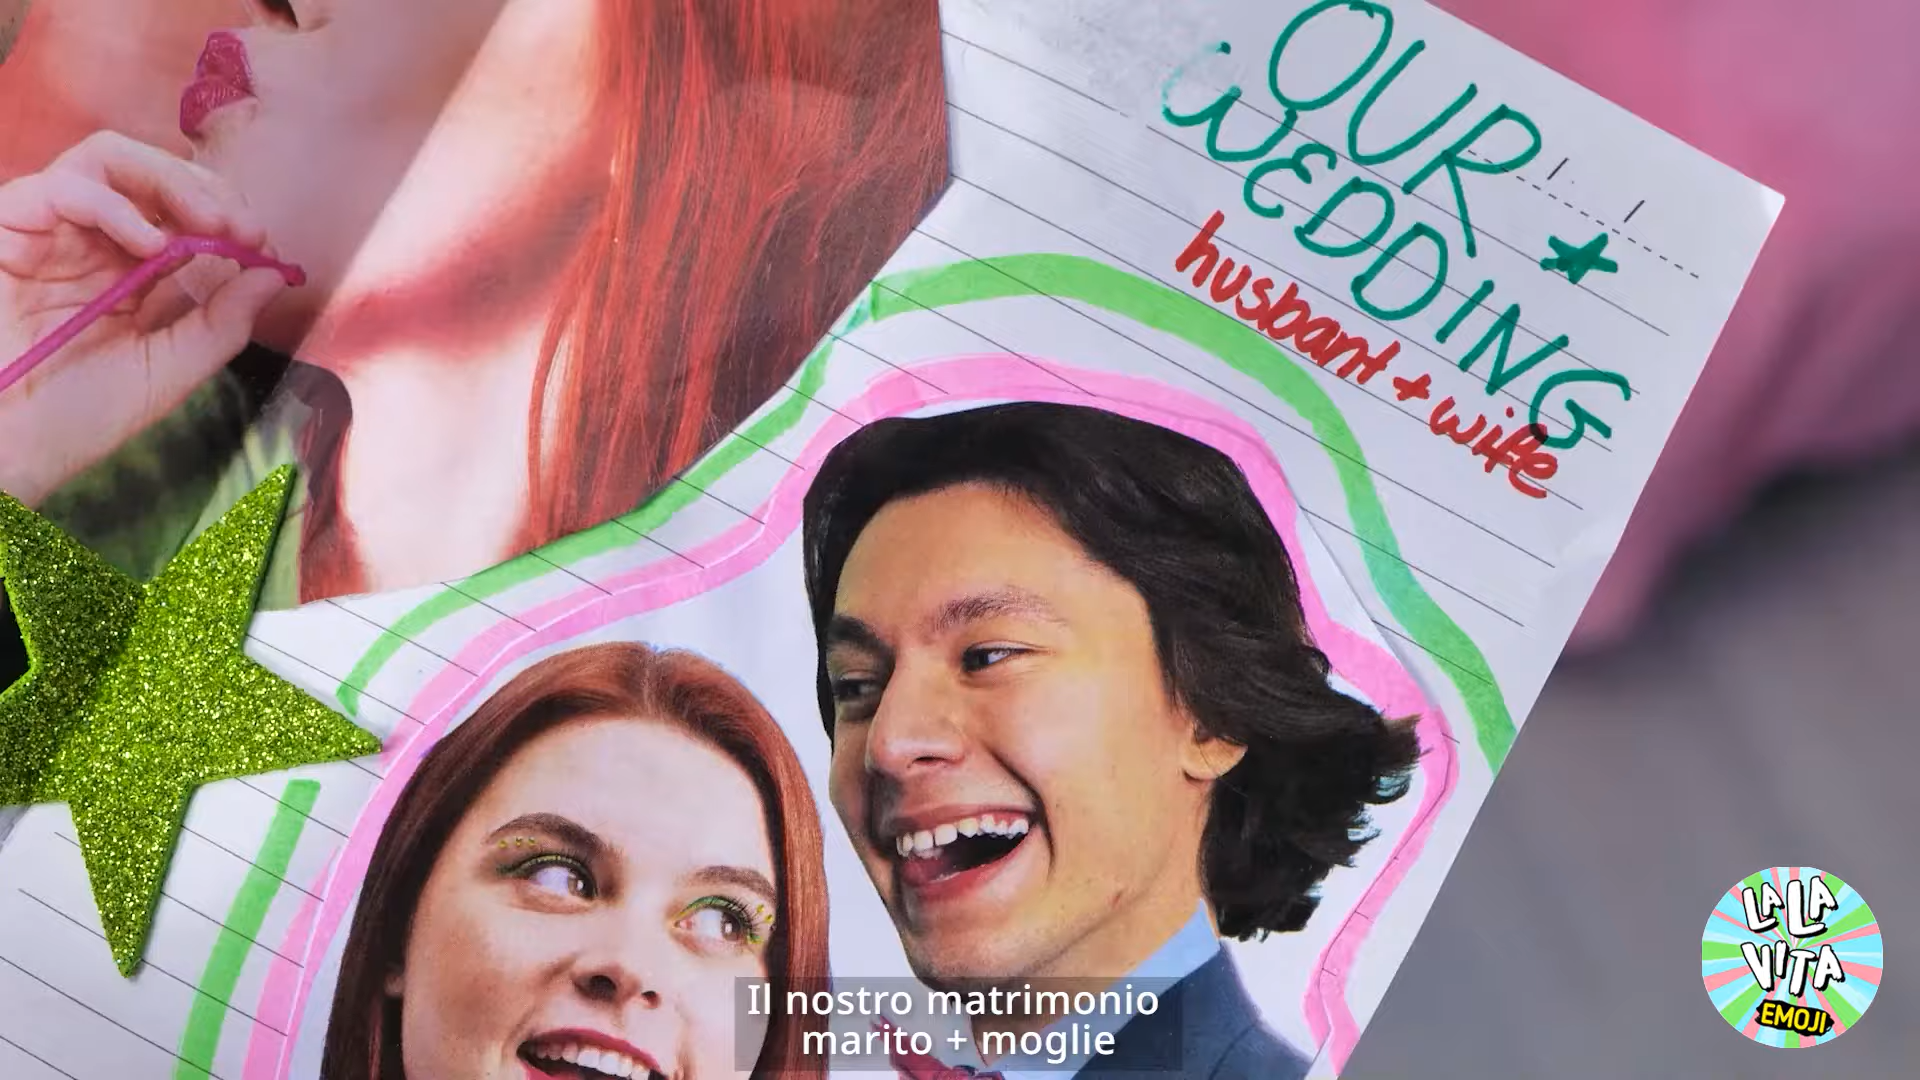 OUR
WEDDING
husbant + wife
Il nostro matrimonio
marito + moglie
LA LA
VITA
EMOJI